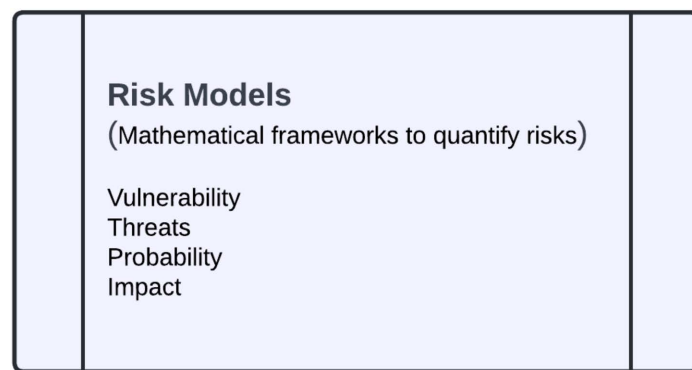 Risk Models
(Mathematical frameworks to quantify risks)
Vulnerability
Threats
Probability
Impact